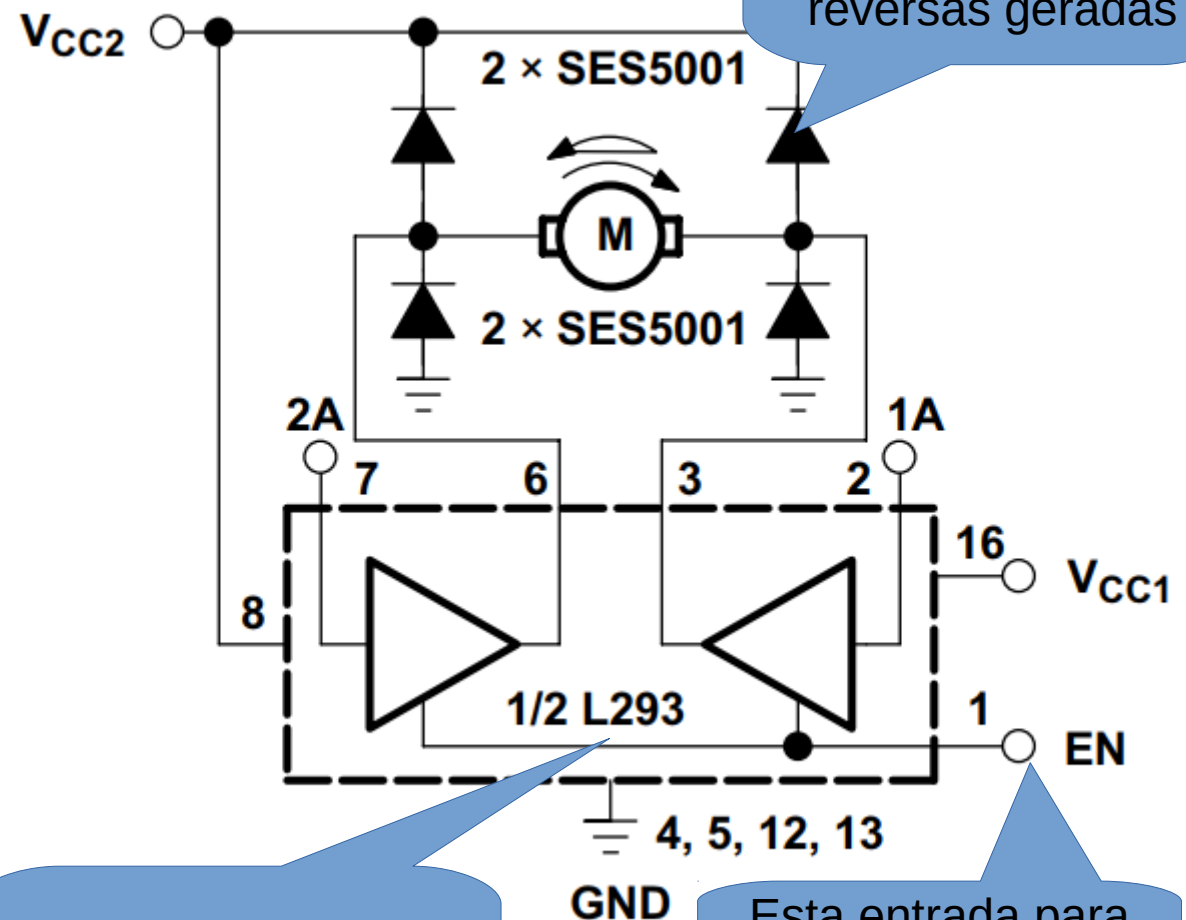 reversas geradas
VCC2
2 × SES5001
M
2 × SES5001
2A
1A
7
6
3
2
16
VCC1
8
1/2 L293
1
EN
4, 5, 12, 13
GND
Esta entrada para